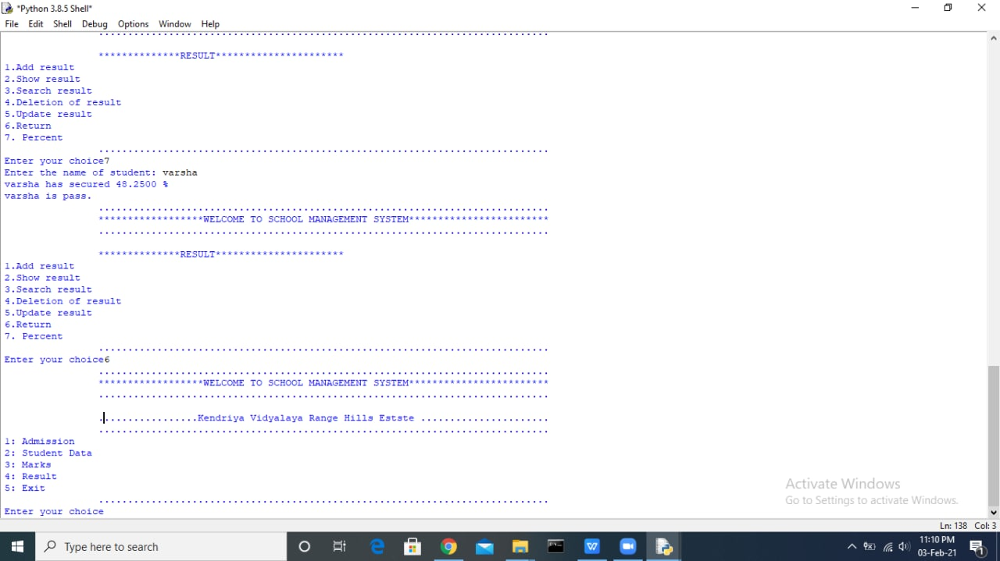 *Python 3.8.5 Shell*
File Edit Shell Debug Options Window Help
................................................................................
**************RESULT**********************
1.Add result
2.Show result
3.Search result
4.Deletion of result
5.Update result
6.Return
7. Percent
.............................................................................
Enter your choice7
Enter the name of student: varsha
varsha has secured 48.2500 %
varsha is pass.
.............................................................................
******************WELCOME TO SCHOOL MANAGEMENT SYSTEM************************
.............................................................................
**************RESULT**********************
1.Add result
2.Show result
3.Search result
4.Deletion of result
5.Update result
6.Return
7. Percent
.............................................................................
Enter your choice6
.............................................................................
******************WELCOME TO SCHOOL MANAGEMENT SYSTEM************************
.............................................................................
.................Kendriya Vidyalaya Range Hills Estste ......................
.............................................................................
1: Admission
2: Student Data
3: Marks
4: Result
5: Exit
.............................................................................
Enter your choice
Activate Windows
Go to Settings to activate Windows.
Ln: 138 Col: 3
Type here to search
11:10 PM
03-Feb-21
1